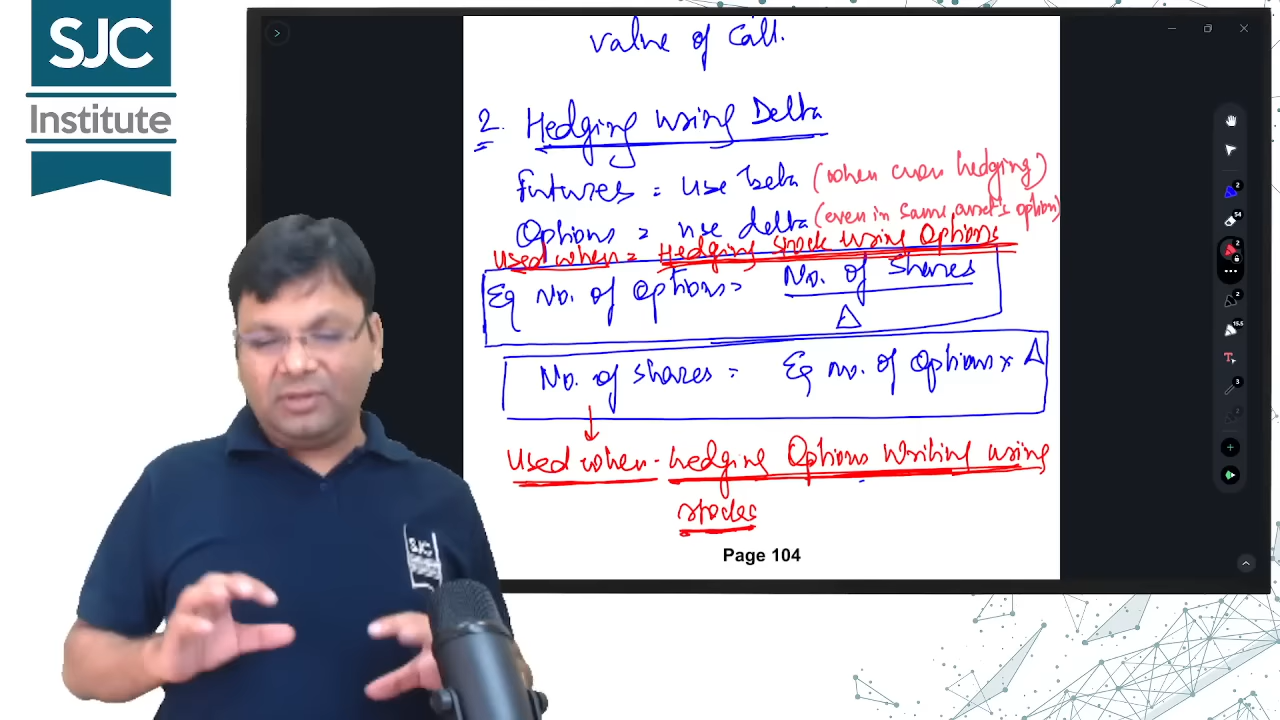 SJC
Institute
value of call.
2. Hedging using Delta
Futures = use beta (when cross hedging)
Options = use delta (even in same asset's option)
Used when = Hedging stock using Options
Eq No. of Options = No. of shares
Δ
No. of shares = Eq no. of Options × Δ
Used when - hedging Options Writing using
stocks
Page 104
SJC